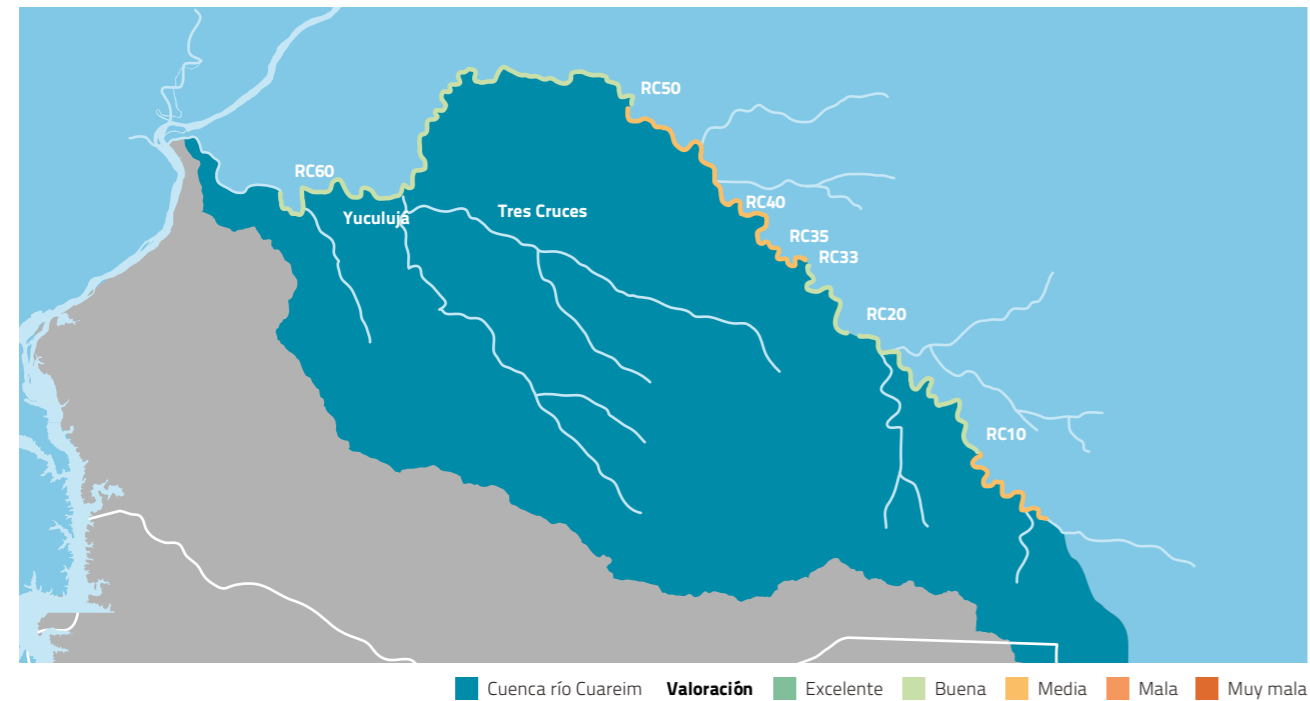 RC50
RC60
RC40
Yuculujá
Tres Cruces
RC35
RC33
RC20
RC10
Cuenca río Cuareim Valoración Excelente Buena Media Mala Muy mala